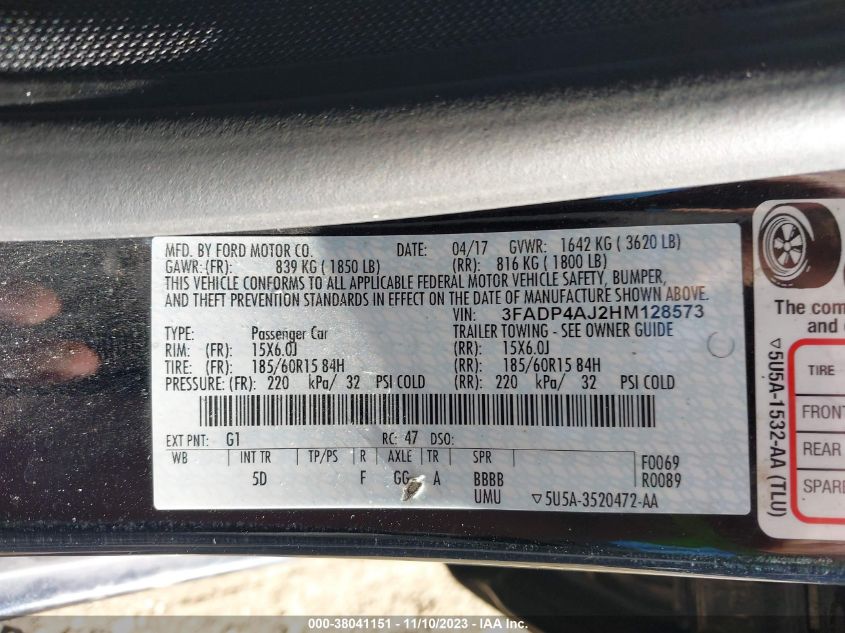 MFD. BY FORD MOTOR CO. DATE: 04/17 GVWR: 1642 KG ( 3620 LB)
GAWR: (FR): 839 KG ( 1850 LB) (RR): 816 KG ( 1800 LB)
THIS VEHICLE CONFORMS TO ALL APPLICABLE FEDERAL MOTOR VEHICLE SAFETY, BUMPER,
AND THEFT PREVENTION STANDARDS IN EFFECT ON THE DATE OF MANUFACTURE SHOWN ABOVE.
VIN: 3FADP4AJ2HM128573
TYPE: Passenger Car TRAILER TOWING - SEE OWNER GUIDE
RIM: (FR): 15X6.0J (RR): 15X6.0J
TIRE: (FR): 185/60R15 84H (RR): 185/60R15 84H
PRESSURE: (FR): 220 kPa/ 32 PSI COLD (RR): 220 kPa/ 32 PSI COLD
EXT PNT: G1 RC: 47 DSO:
WB INT TR TP/PS R AXLE TR SPR F0069
5D F GG A BBBB R0089
UMU ▽5U5A-3520472-AA
The com
and
▽5U5A-1532-AA (TLU)
TIRE
FRONT
REAR
SPARE
000-38041151 - 11/10/2023 - IAA Inc.